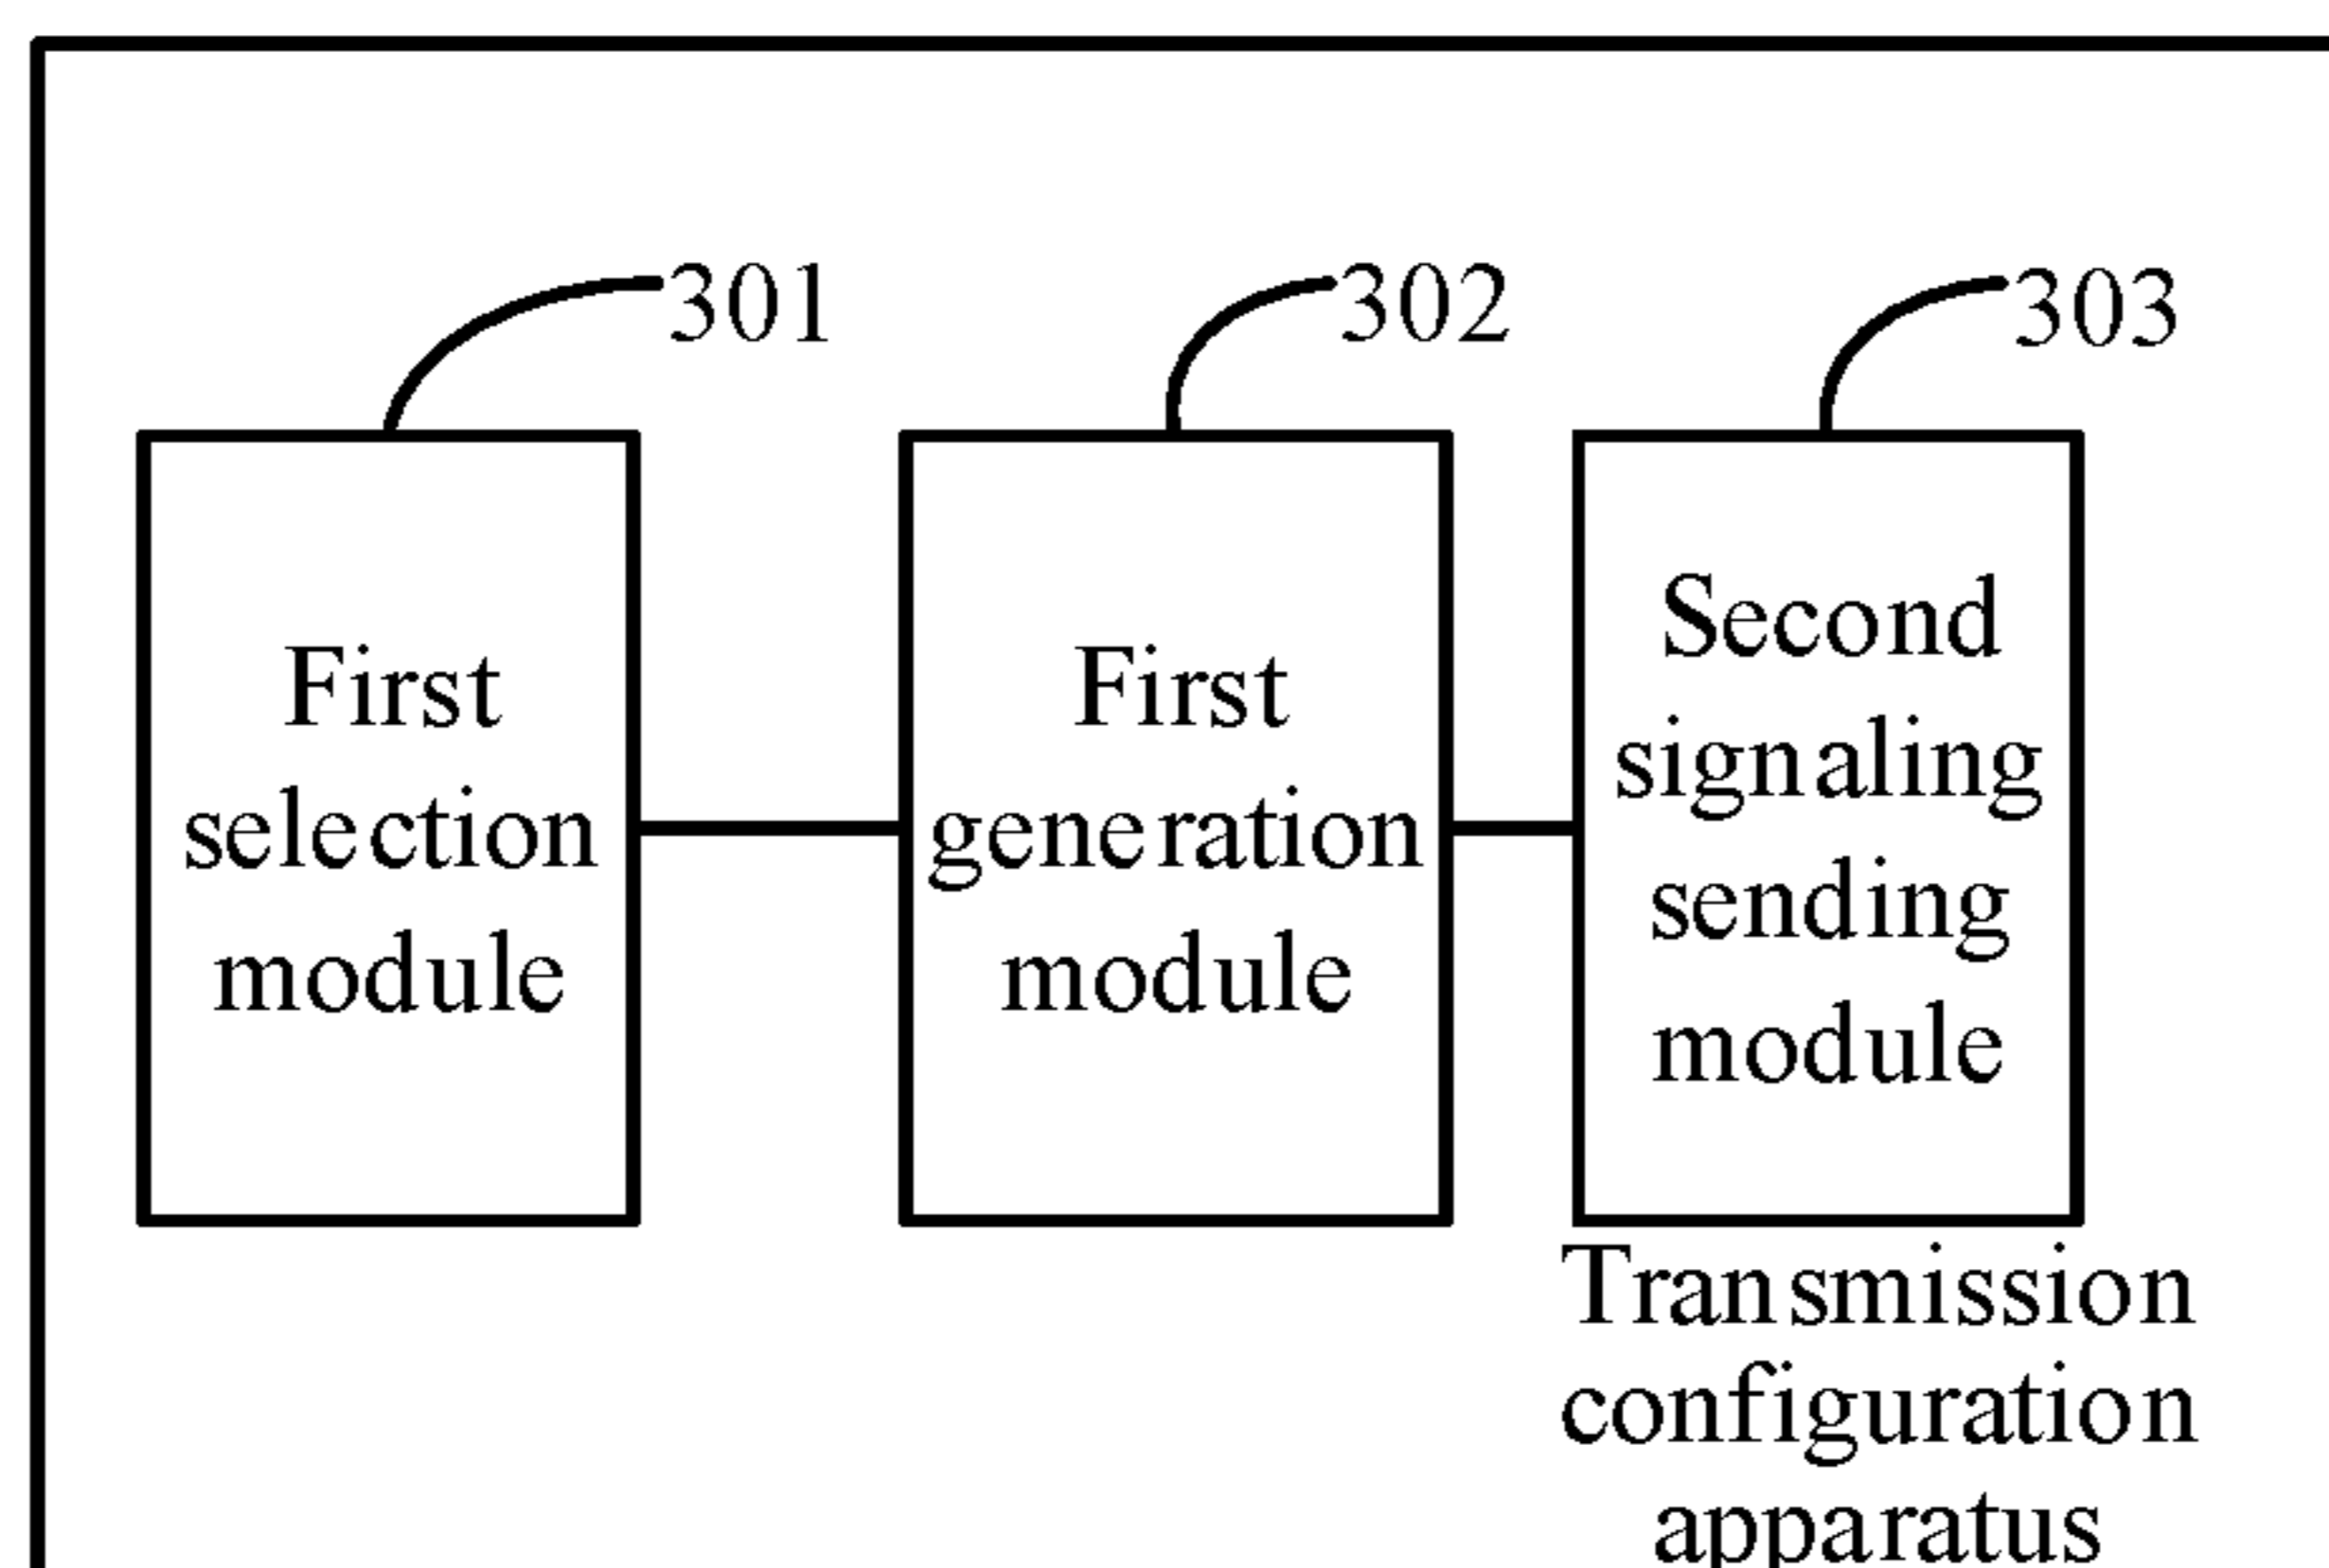 301
302
303
First
selection
module
First
generation
module
Second
signaling
sending
module
Transmission
configuration
apparatus